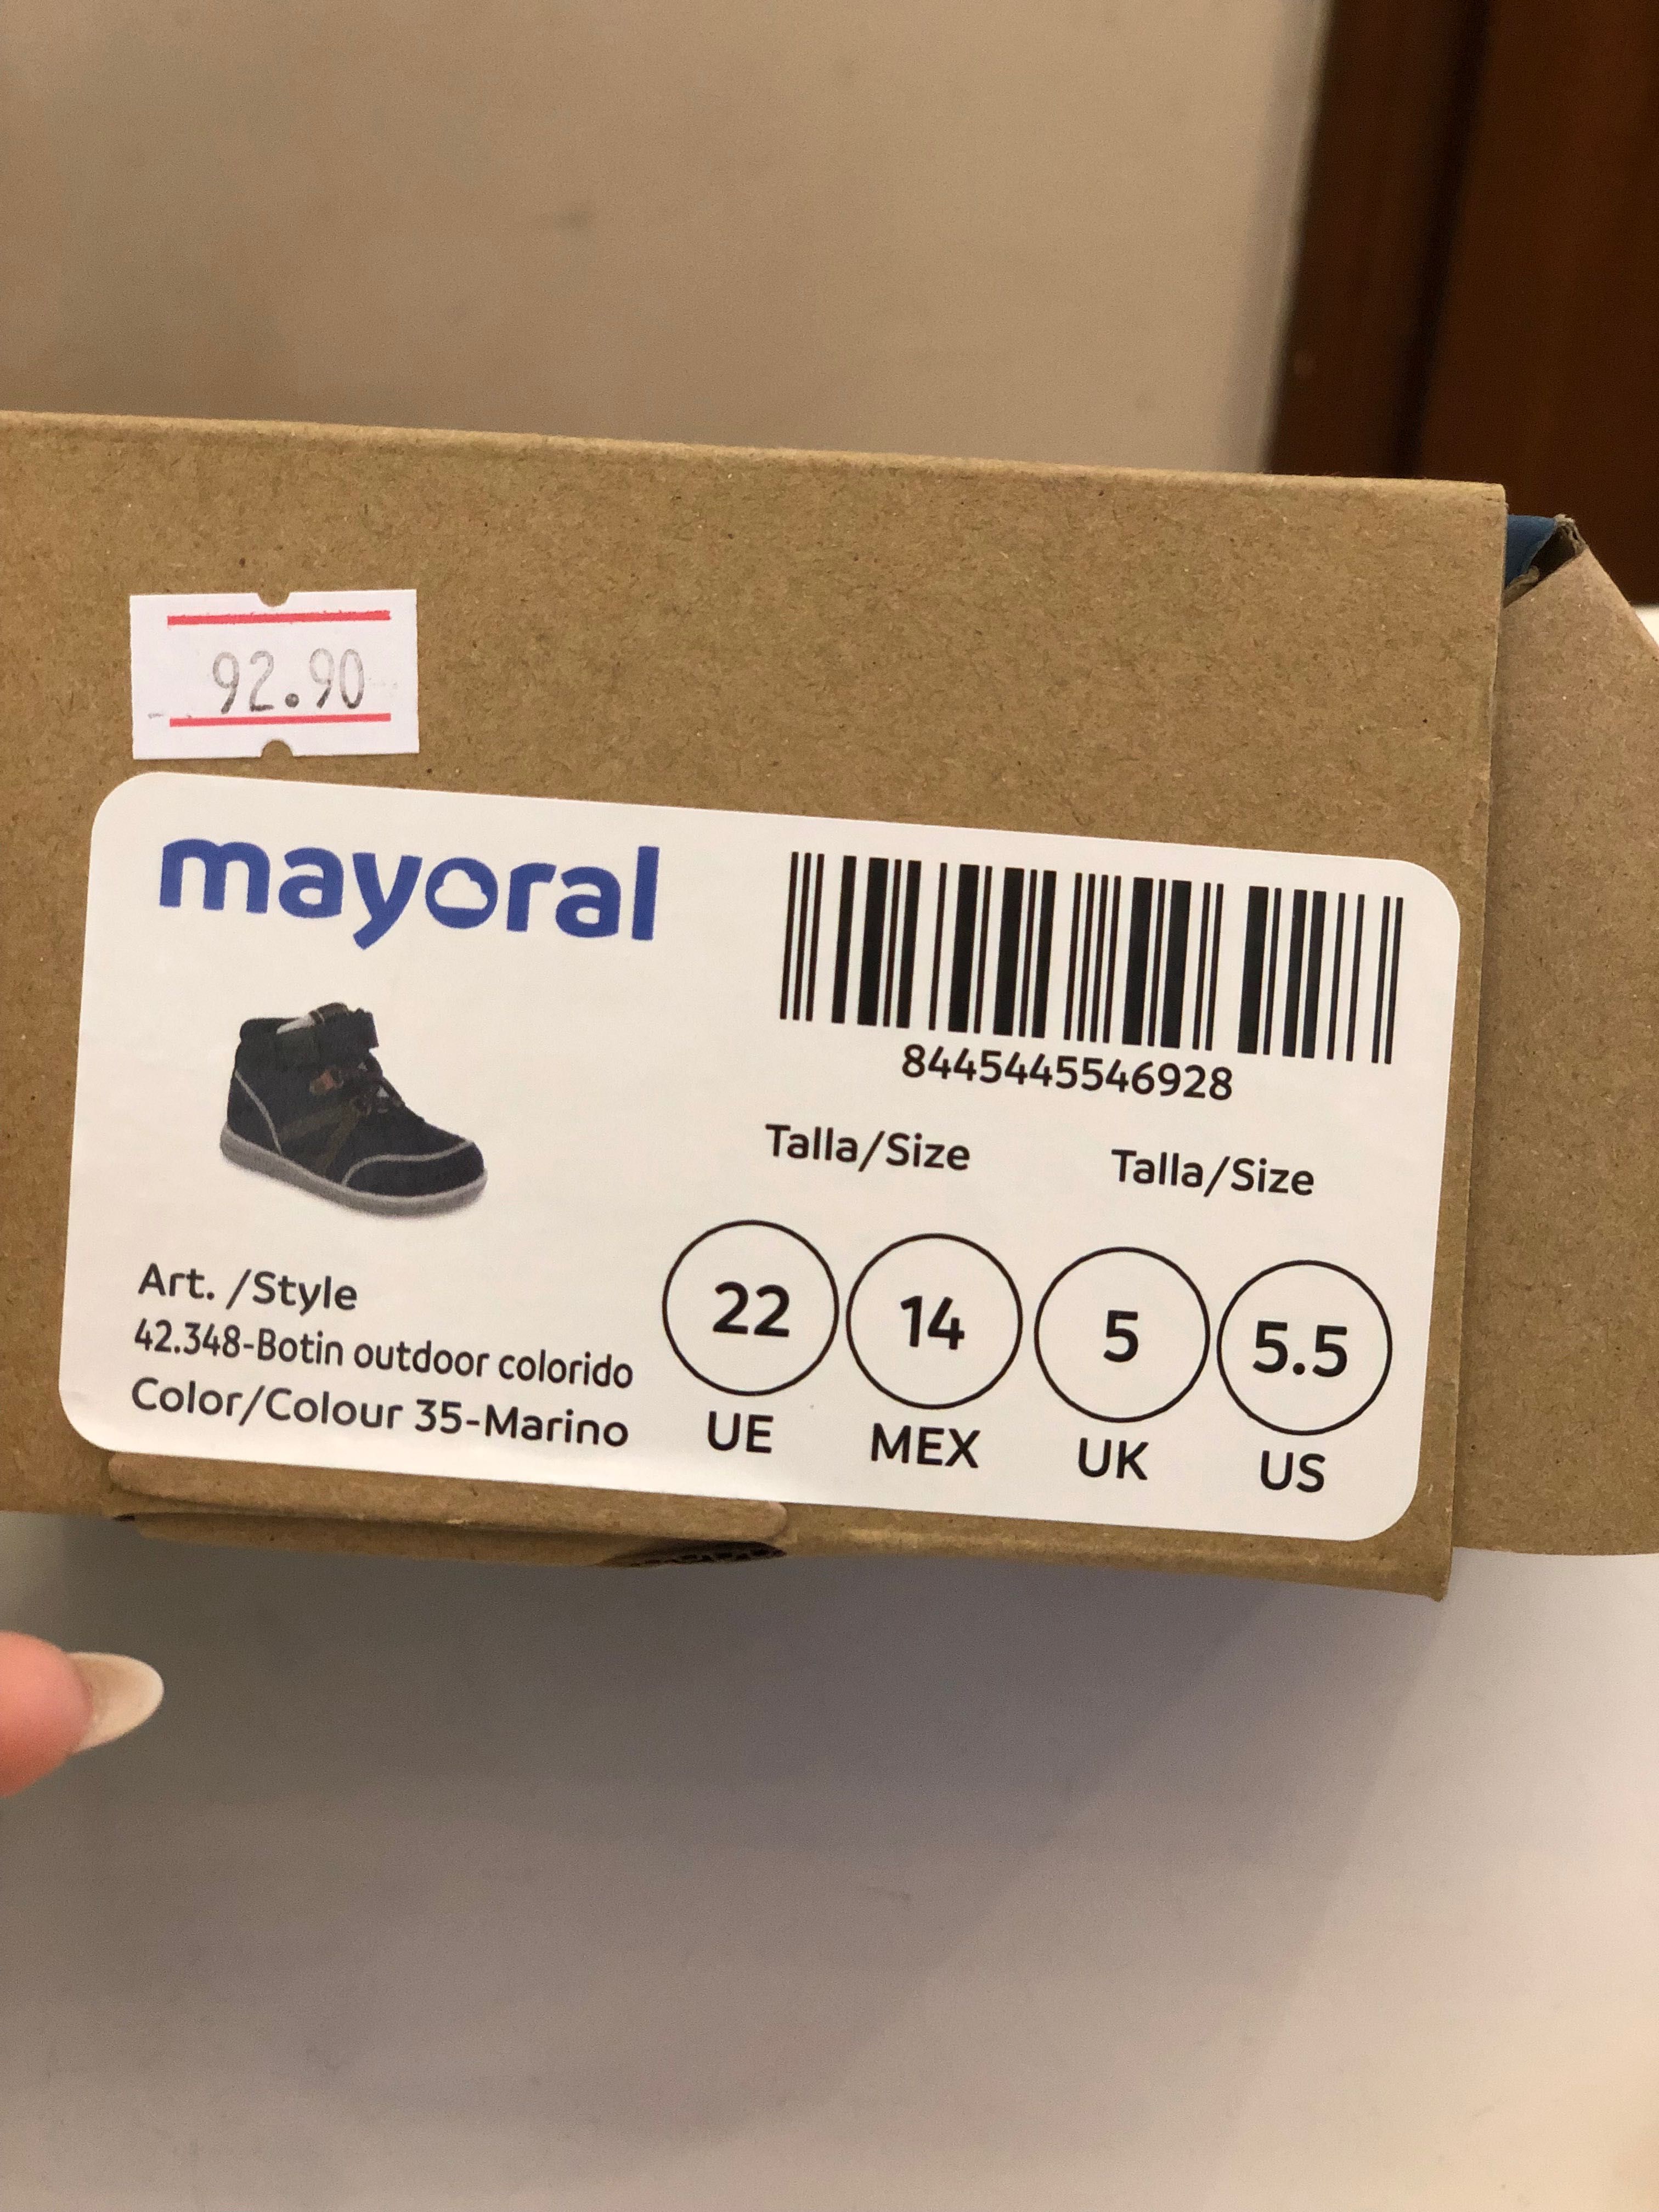 92.90
mayoral
8445445546928
Talla/Size Talla/Size
22 14 5 5.5
UE MEX UK US
Art. /Style
42.348-Botin outdoor colorido
Color/Colour 35-Marino